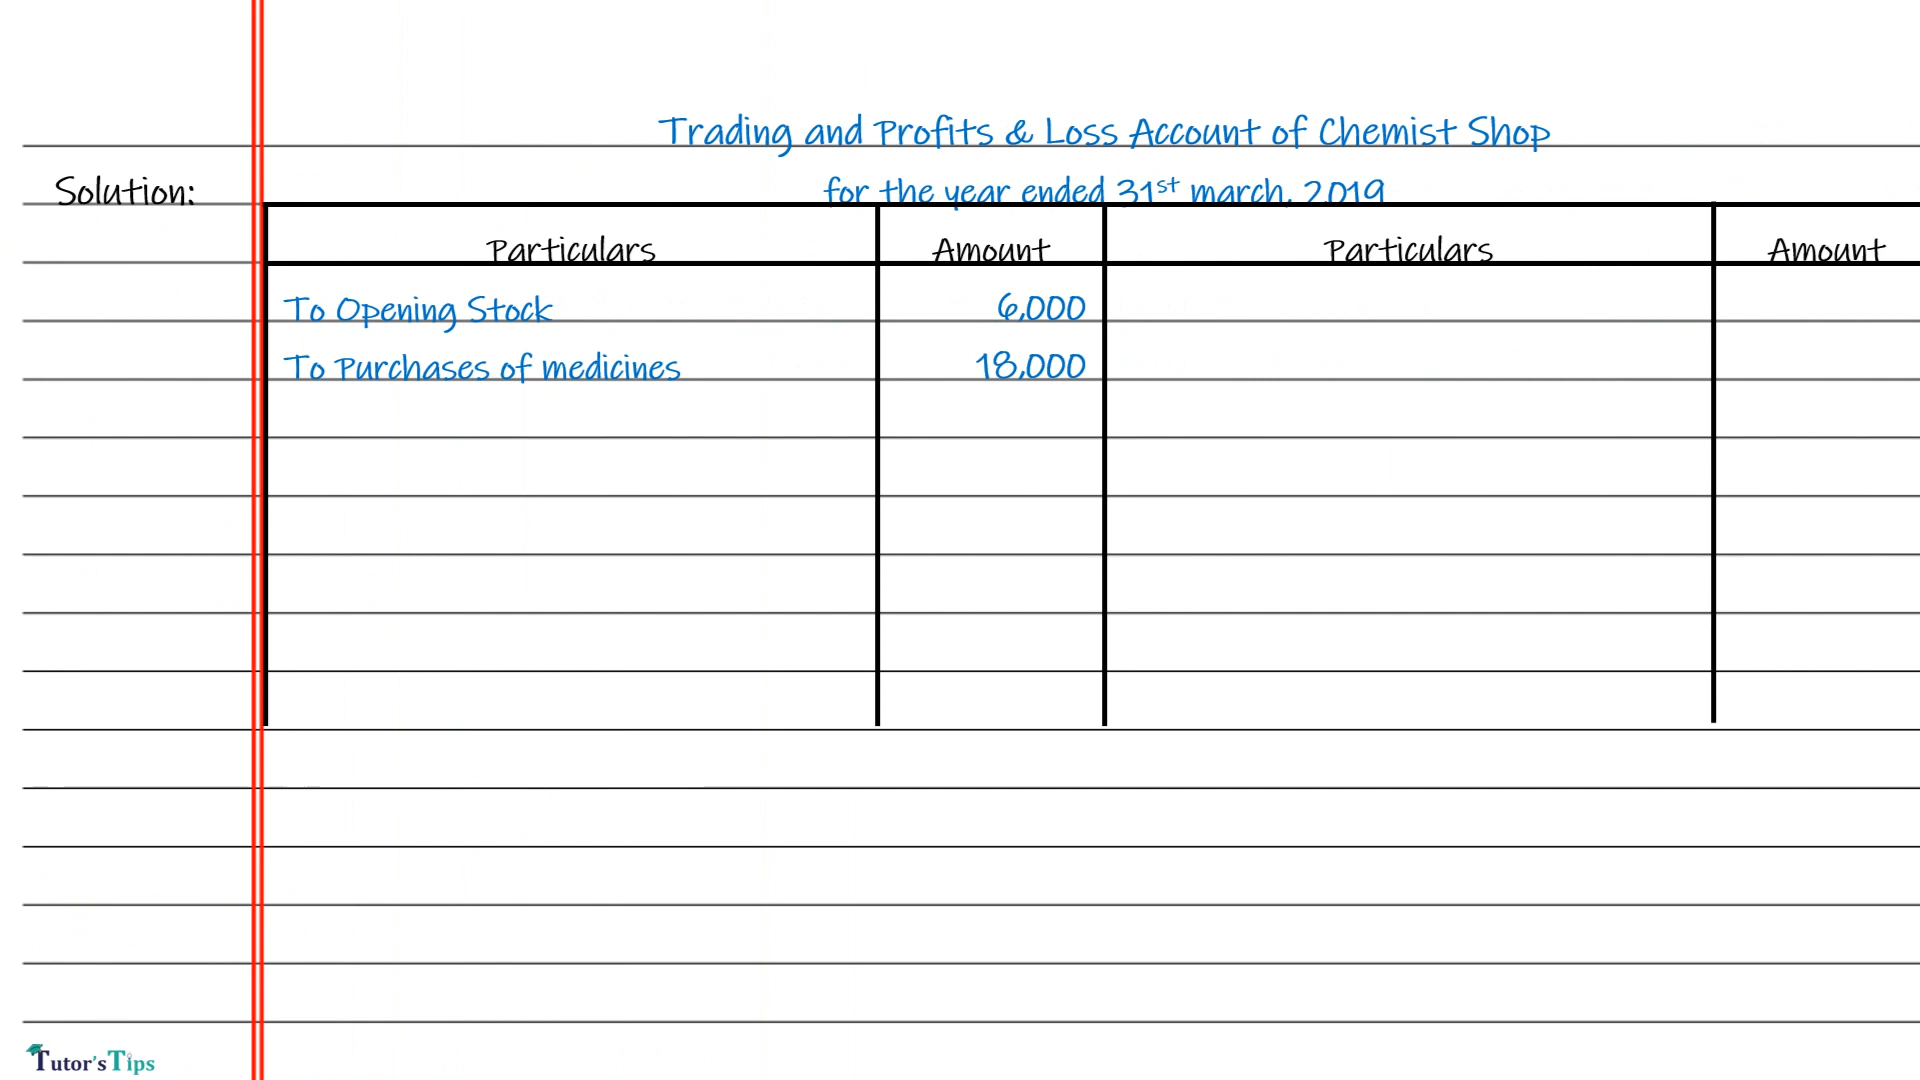 Trading and Profits & Loss Account of Chemist Shop
Solution:
for the year ended 31st march, 2019
Particulars Amount Particulars Amount
To Opening Stock 6,000
To Purchases of medicines 18,000
Tutor'sTips